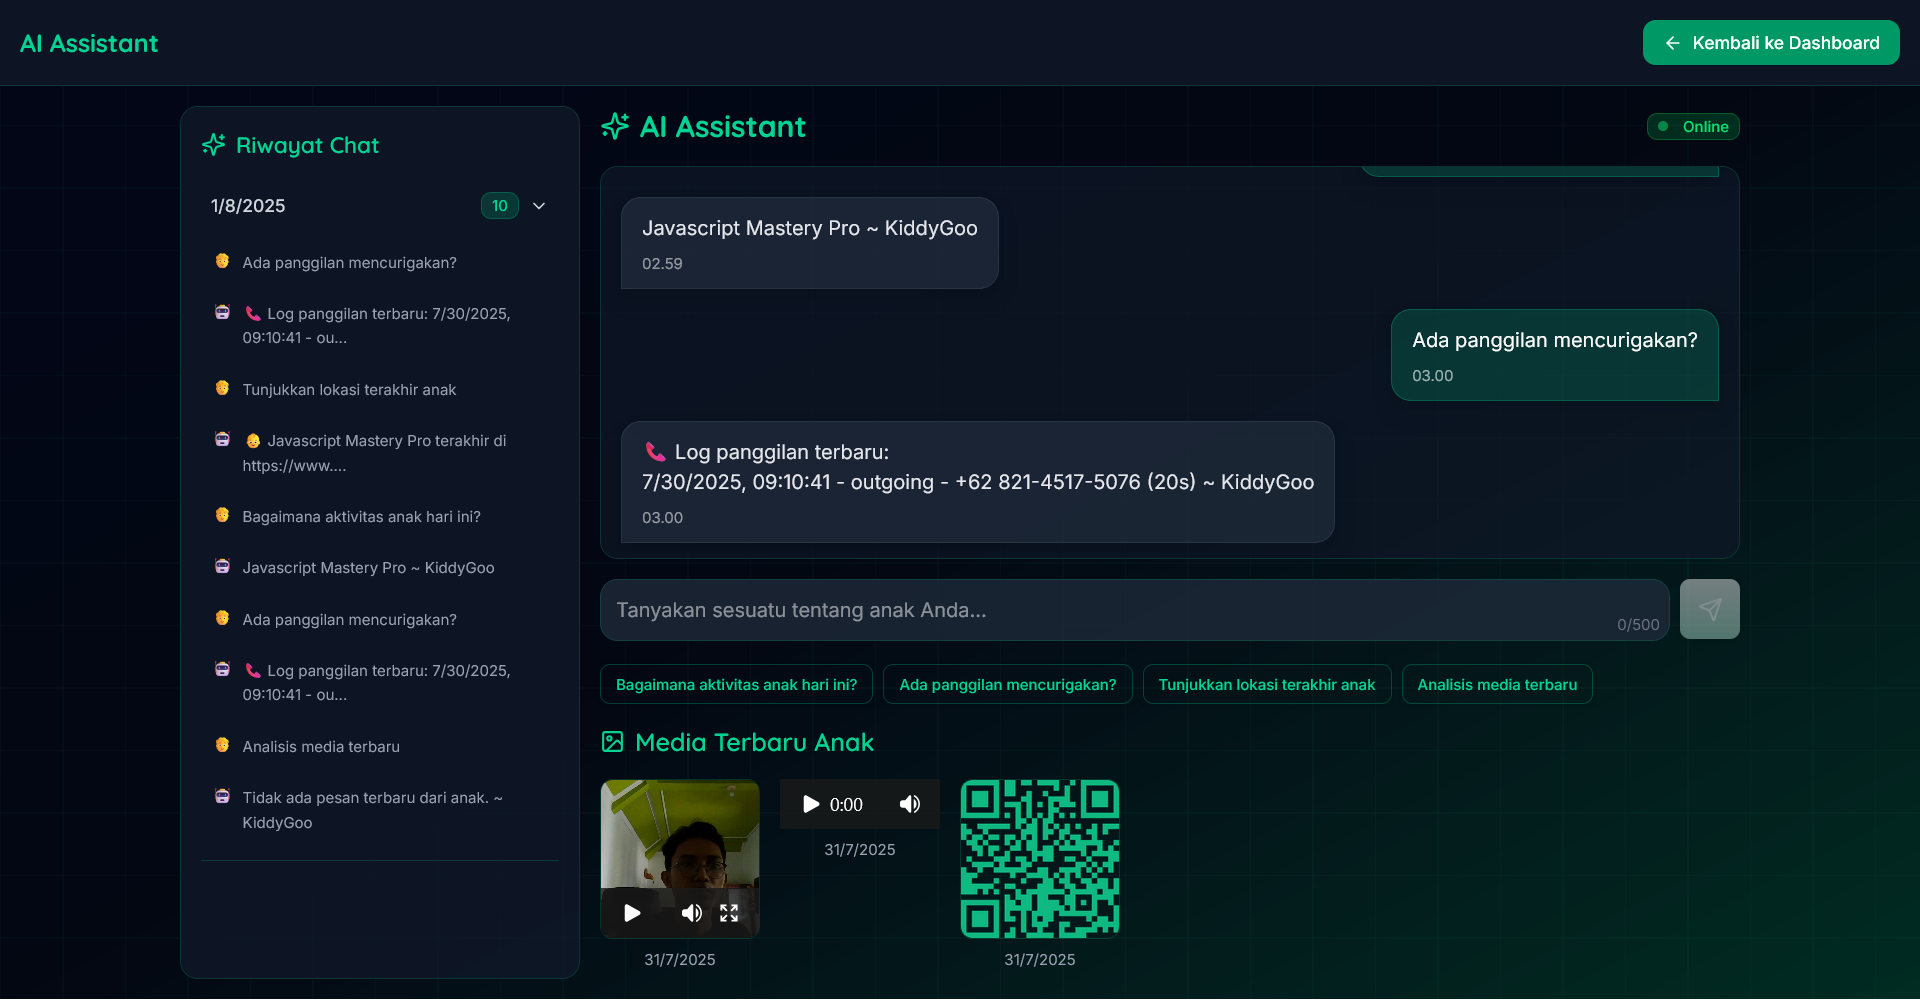 AI Assistant
Kembali ke Dashboard
Riwayat Chat
1/8/2025
10
Ada panggilan mencurigakan?
Log panggilan terbaru: 7/30/2025,
09:10:41 - ou...
Tunjukkan lokasi terakhir anak
Javascript Mastery Pro terakhir di
https://www....
Bagaimana aktivitas anak hari ini?
Javascript Mastery Pro ~ KiddyGoo
Ada panggilan mencurigakan?
Log panggilan terbaru: 7/30/2025,
09:10:41 - ou...
Analisis media terbaru
Tidak ada pesan terbaru dari anak. ~
KiddyGoo
AI Assistant
Online
Javascript Mastery Pro ~ KiddyGoo
02.59
Ada panggilan mencurigakan?
03.00
Log panggilan terbaru:
7/30/2025, 09:10:41 - outgoing - +62 821-4517-5076 (20s) ~ KiddyGoo
03.00
Tanyakan sesuatu tentang anak Anda...
0/500
Bagaimana aktivitas anak hari ini?
Ada panggilan mencurigakan?
Tunjukkan lokasi terakhir anak
Analisis media terbaru
Media Terbaru Anak
0:00
31/7/2025
31/7/2025
31/7/2025